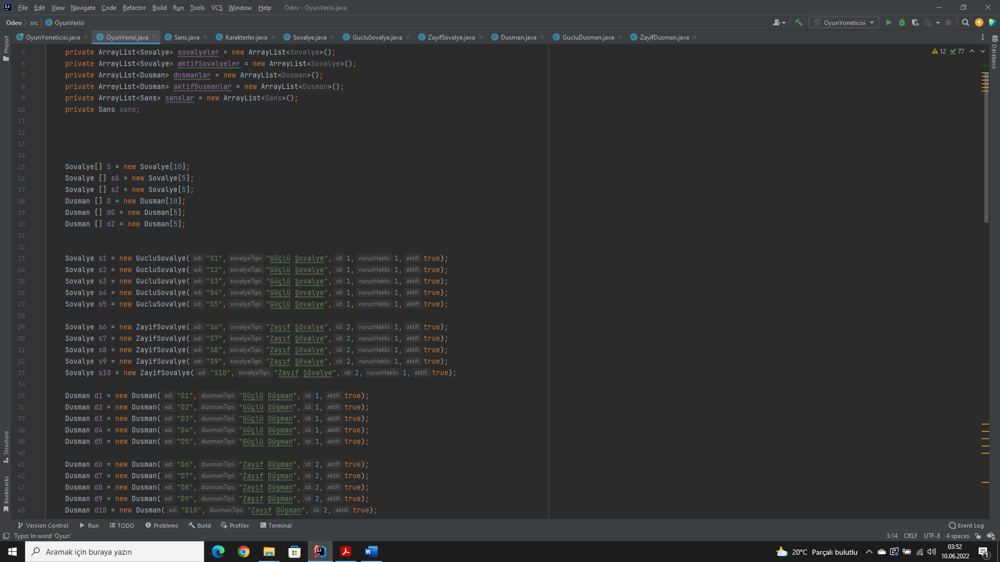 File Edit View Navigate Code Refactor Build Run Tools VCS Window Help Odev - OyunVerisi.java
Odev src OyunVerisi OyunYoneticisi
OyunYoneticisi.java OyunVerisi.java Sans.java Karakterler.java Sovalye.java GucluSovalye.java ZayifSovalye.java Dusman.java GucluDusman.java ZayifDusman.java
Project
Database
12 77
5 private ArrayList<Sovalye> sovalyeler = new ArrayList<Sovalye>();
6 private ArrayList<Sovalye> aktifSovalyeler = new ArrayList<Sovalye>();
7 private ArrayList<Dusman> dusmanlar = new ArrayList<Dusman>();
8 private ArrayList<Dusman> aktifDusmanlar = new ArrayList<Dusman>();
9 private ArrayList<Sans> sanslar = new ArrayList<Sans>();
10 private Sans sans;
11
12
13
14
15 Sovalye[] S = new Sovalye[10];
16 Sovalye [] sG = new Sovalye[5];
17 Sovalye [] sZ = new Sovalye[5];
18 Dusman [] D = new Dusman[10];
19 Dusman [] dG = new Dusman[5];
20 Dusman [] dZ = new Dusman[5];
21
22
23 Sovalye s1 = new GucluSovalye( ad: "S1", sovalyeTipi: "Güçlü Şovalye", id: 1, vurusHakki: 1, aktif: true);
24 Sovalye s2 = new GucluSovalye( ad: "S2", sovalyeTipi: "Güçlü Şovalye", id: 1, vurusHakki: 1, aktif: true);
25 Sovalye s3 = new GucluSovalye( ad: "S3", sovalyeTipi: "Güçlü Şovalye", id: 1, vurusHakki: 1, aktif: true);
26 Sovalye s4 = new GucluSovalye( ad: "S4", sovalyeTipi: "Güçlü Şovalye", id: 1, vurusHakki: 1, aktif: true);
27 Sovalye s5 = new GucluSovalye( ad: "S5", sovalyeTipi: "Güçlü Şovalye", id: 1, vurusHakki: 1, aktif: true);
28
29 Sovalye s6 = new ZayifSovalye( ad: "S6", sovalyeTipi: "Zayıf Şövalye", id: 2, vurusHakki: 1, aktif: true);
30 Sovalye s7 = new ZayifSovalye( ad: "S7", sovalyeTipi: "Zayıf Şövalye", id: 2, vurusHakki: 1, aktif: true);
31 Sovalye s8 = new ZayifSovalye( ad: "S8", sovalyeTipi: "Zayıf Şövalye", id: 2, vurusHakki: 1, aktif: true);
32 Sovalye s9 = new ZayifSovalye( ad: "S9", sovalyeTipi: "Zayıf Şövalye", id: 2, vurusHakki: 1, aktif: true);
33 Sovalye s10 = new ZayifSovalye( ad: "S10", sovalyeTipi: "Zayıf Şövalye", id: 2, vurusHakki: 1, aktif: true);
34
35 Dusman d1 = new Dusman( ad: "D1", dusmanTipi: "Güçlü Düşman", id: 1, aktif: true);
36 Dusman d2 = new Dusman( ad: "D2", dusmanTipi: "Güçlü Düşman", id: 1, aktif: true);
37 Dusman d3 = new Dusman( ad: "D3", dusmanTipi: "Güçlü Düşman", id: 1, aktif: true);
38 Dusman d4 = new Dusman( ad: "D4", dusmanTipi: "Güçlü Düşman", id: 1, aktif: true);
39 Dusman d5 = new Dusman( ad: "D5", dusmanTipi: "Güçlü Düşman", id: 1, aktif: true);
40
41 Dusman d6 = new Dusman( ad: "D6", dusmanTipi: "Zayıf Düşman", id: 2, aktif: true);
42 Dusman d7 = new Dusman( ad: "D7", dusmanTipi: "Zayıf Düşman", id: 2, aktif: true);
43 Dusman d8 = new Dusman( ad: "D8", dusmanTipi: "Zayıf Düşman", id: 2, aktif: true);
44 Dusman d9 = new Dusman( ad: "D9", dusmanTipi: "Zayıf Düşman", id: 2, aktif: true);
45 Dusman d10 = new Dusman( ad: "D10", dusmanTipi: "Zayıf Düşman", id: 2, aktif: true);
Structure
Bookmarks
Version Control Run TODO Problems Build Profiler Terminal Event Log
Typo: In word 'Oyun' 3:14 CRLF UTF-8 4 spaces
Aramak için buraya yazın 20°C Parçalı bulutlu 03:52
10.06.2022 1